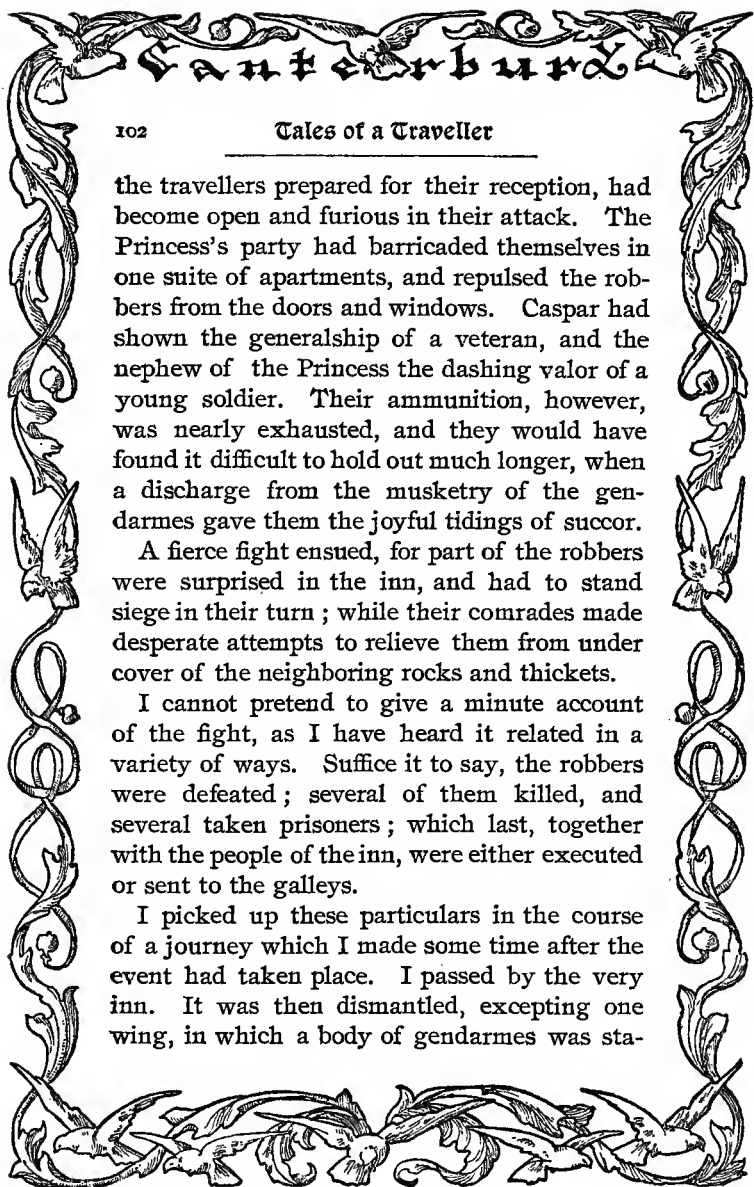 Canterbury
102 Tales of a Traveller
the travellers prepared for their reception, had
become open and furious in their attack. The
Princess's party had barricaded themselves in
one suite of apartments, and repulsed the rob-
bers from the doors and windows. Caspar had
shown the generalship of a veteran, and the
nephew of the Princess the dashing valor of a
young soldier. Their ammunition, however,
was nearly exhausted, and they would have
found it difficult to hold out much longer, when
a discharge from the musketry of the gen-
darmes gave them the joyful tidings of succor.
A fierce fight ensued, for part of the robbers
were surprised in the inn, and had to stand
siege in their turn ; while their comrades made
desperate attempts to relieve them from under
cover of the neighboring rocks and thickets.
I cannot pretend to give a minute account
of the fight, as I have heard it related in a
variety of ways. Suffice it to say, the robbers
were defeated ; several of them killed, and
several taken prisoners ; which last, together
with the people of the inn, were either executed
or sent to the galleys.
I picked up these particulars in the course
of a journey which I made some time after the
event had taken place. I passed by the very
inn. It was then dismantled, excepting one
wing, in which a body of gendarmes was sta-